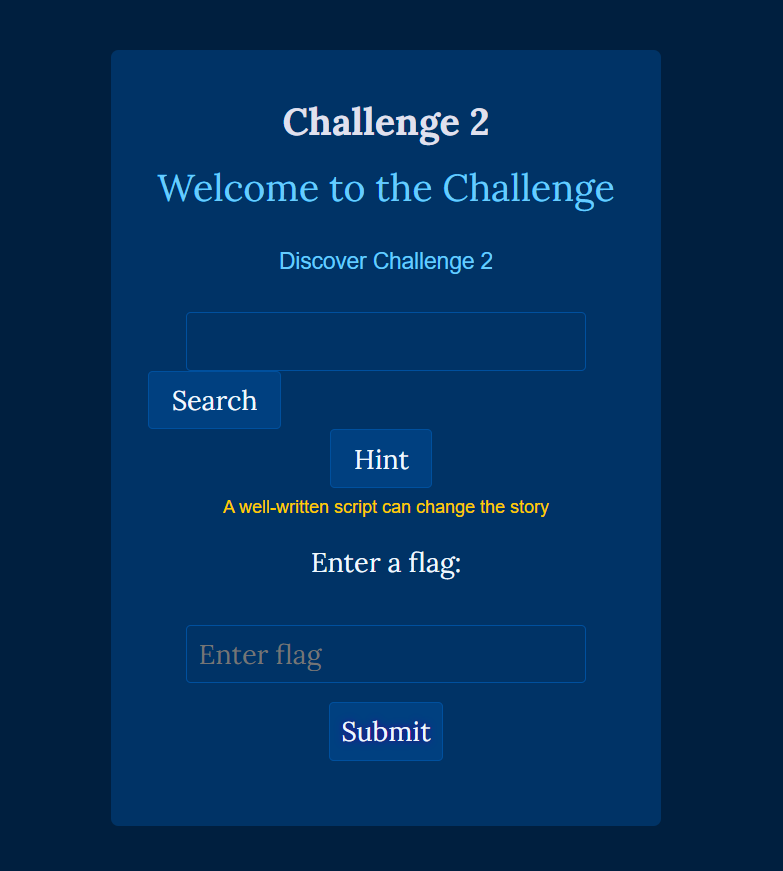 Challenge 2
Welcome to the Challenge
Discover Challenge 2
Search
Hint
A well-written script can change the story
Enter a flag:
Enter flag
Submit